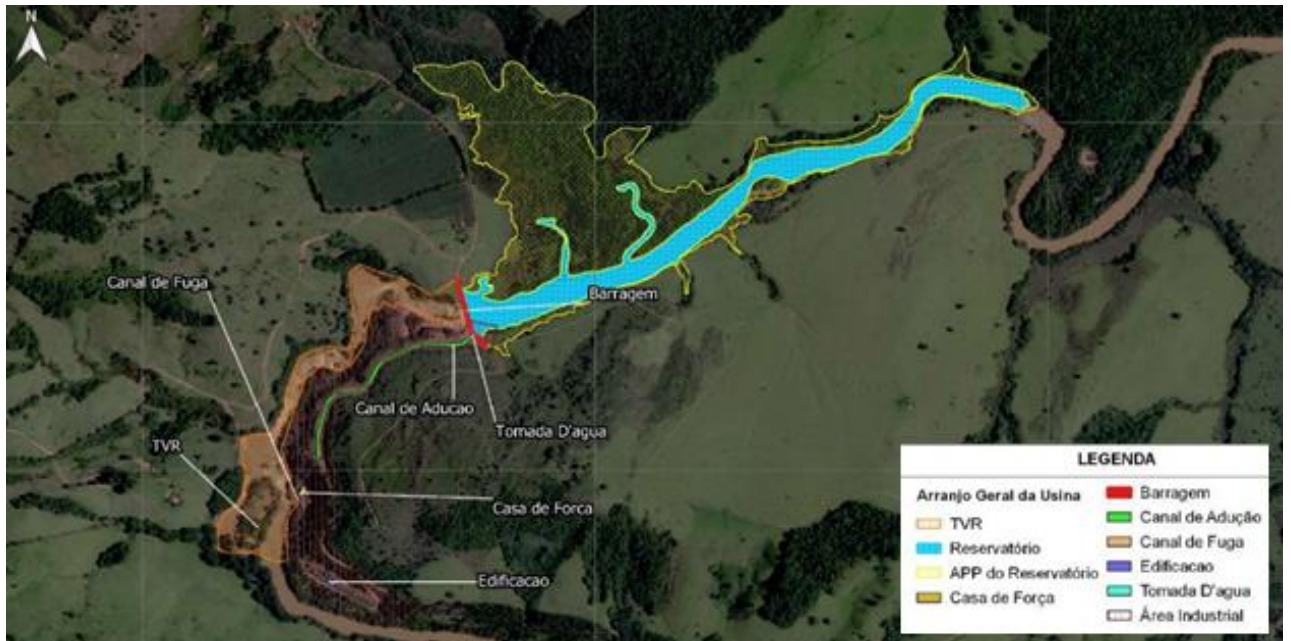 N
Canal de Fuga
Barragem
Canal de Aducao
Tomada D'agua
TVR
Casa de Forca
Edificacao
LEGENDA
Arranjo Geral da Usina
TVR
Reservatório
APP do Reservatório
Casa de Força
Barragem
Canal de Adução
Canal de Fuga
Edificacao
Tomada D'agua
Área Industrial